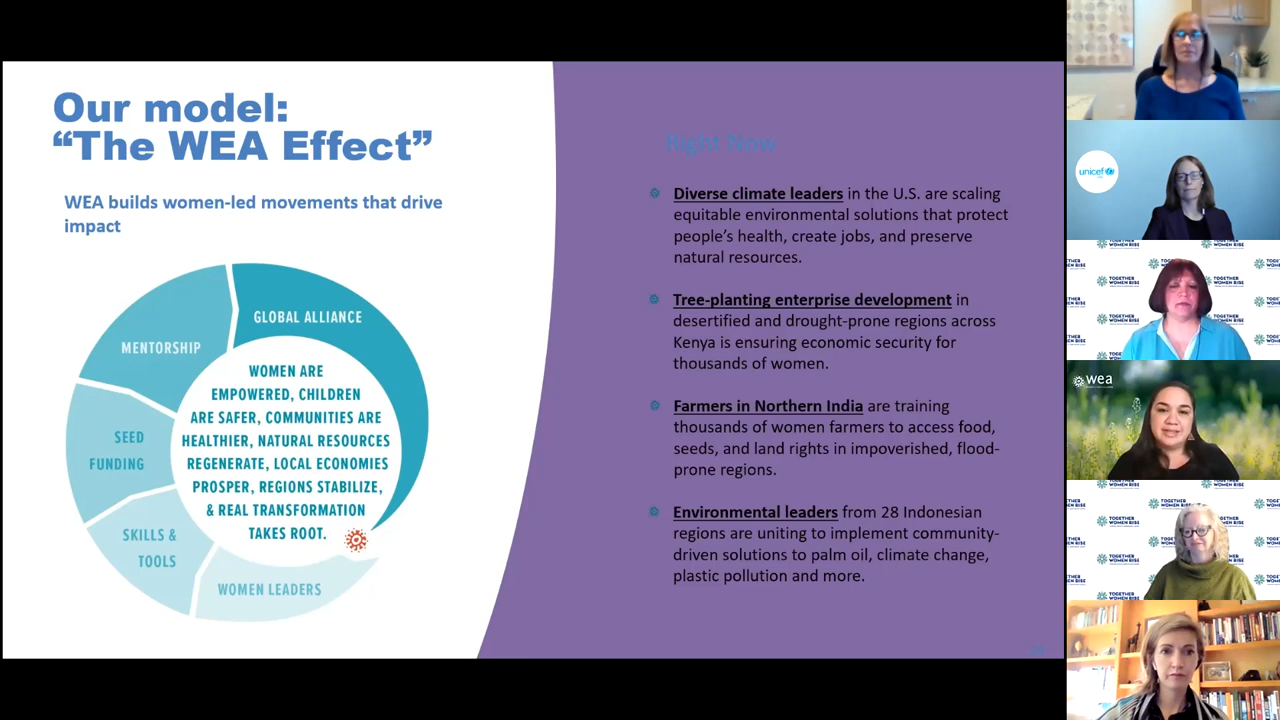 Our model:
“The WEA Effect”
WEA builds women-led movements that drive
impact
GLOBAL ALLIANCE
MENTORSHIP
SEED
FUNDING
SKILLS &
TOOLS
WOMEN LEADERS
WOMEN ARE
EMPOWERED, CHILDREN
ARE SAFER, COMMUNITIES ARE
HEALTHIER, NATURAL RESOURCES
REGENERATE, LOCAL ECONOMIES
PROSPER, REGIONS STABILIZE,
& REAL TRANSFORMATION
TAKES ROOT.
Right Now
Diverse climate leaders in the U.S. are scaling
equitable environmental solutions that protect
people’s health, create jobs, and preserve
natural resources.
Tree-planting enterprise development in
desertified and drought-prone regions across
Kenya is ensuring economic security for
thousands of women.
Farmers in Northern India are training
thousands of women farmers to access food,
seeds, and land rights in impoverished, flood-
prone regions.
Environmental leers from Indonesian
regions are uniting to implement community-
driven solutions to palm oil, climate change,
plastic pollution and more.
unicef
TOGETHER
WOMEN RISE
wea
TOGETHER
WOMEN RISE